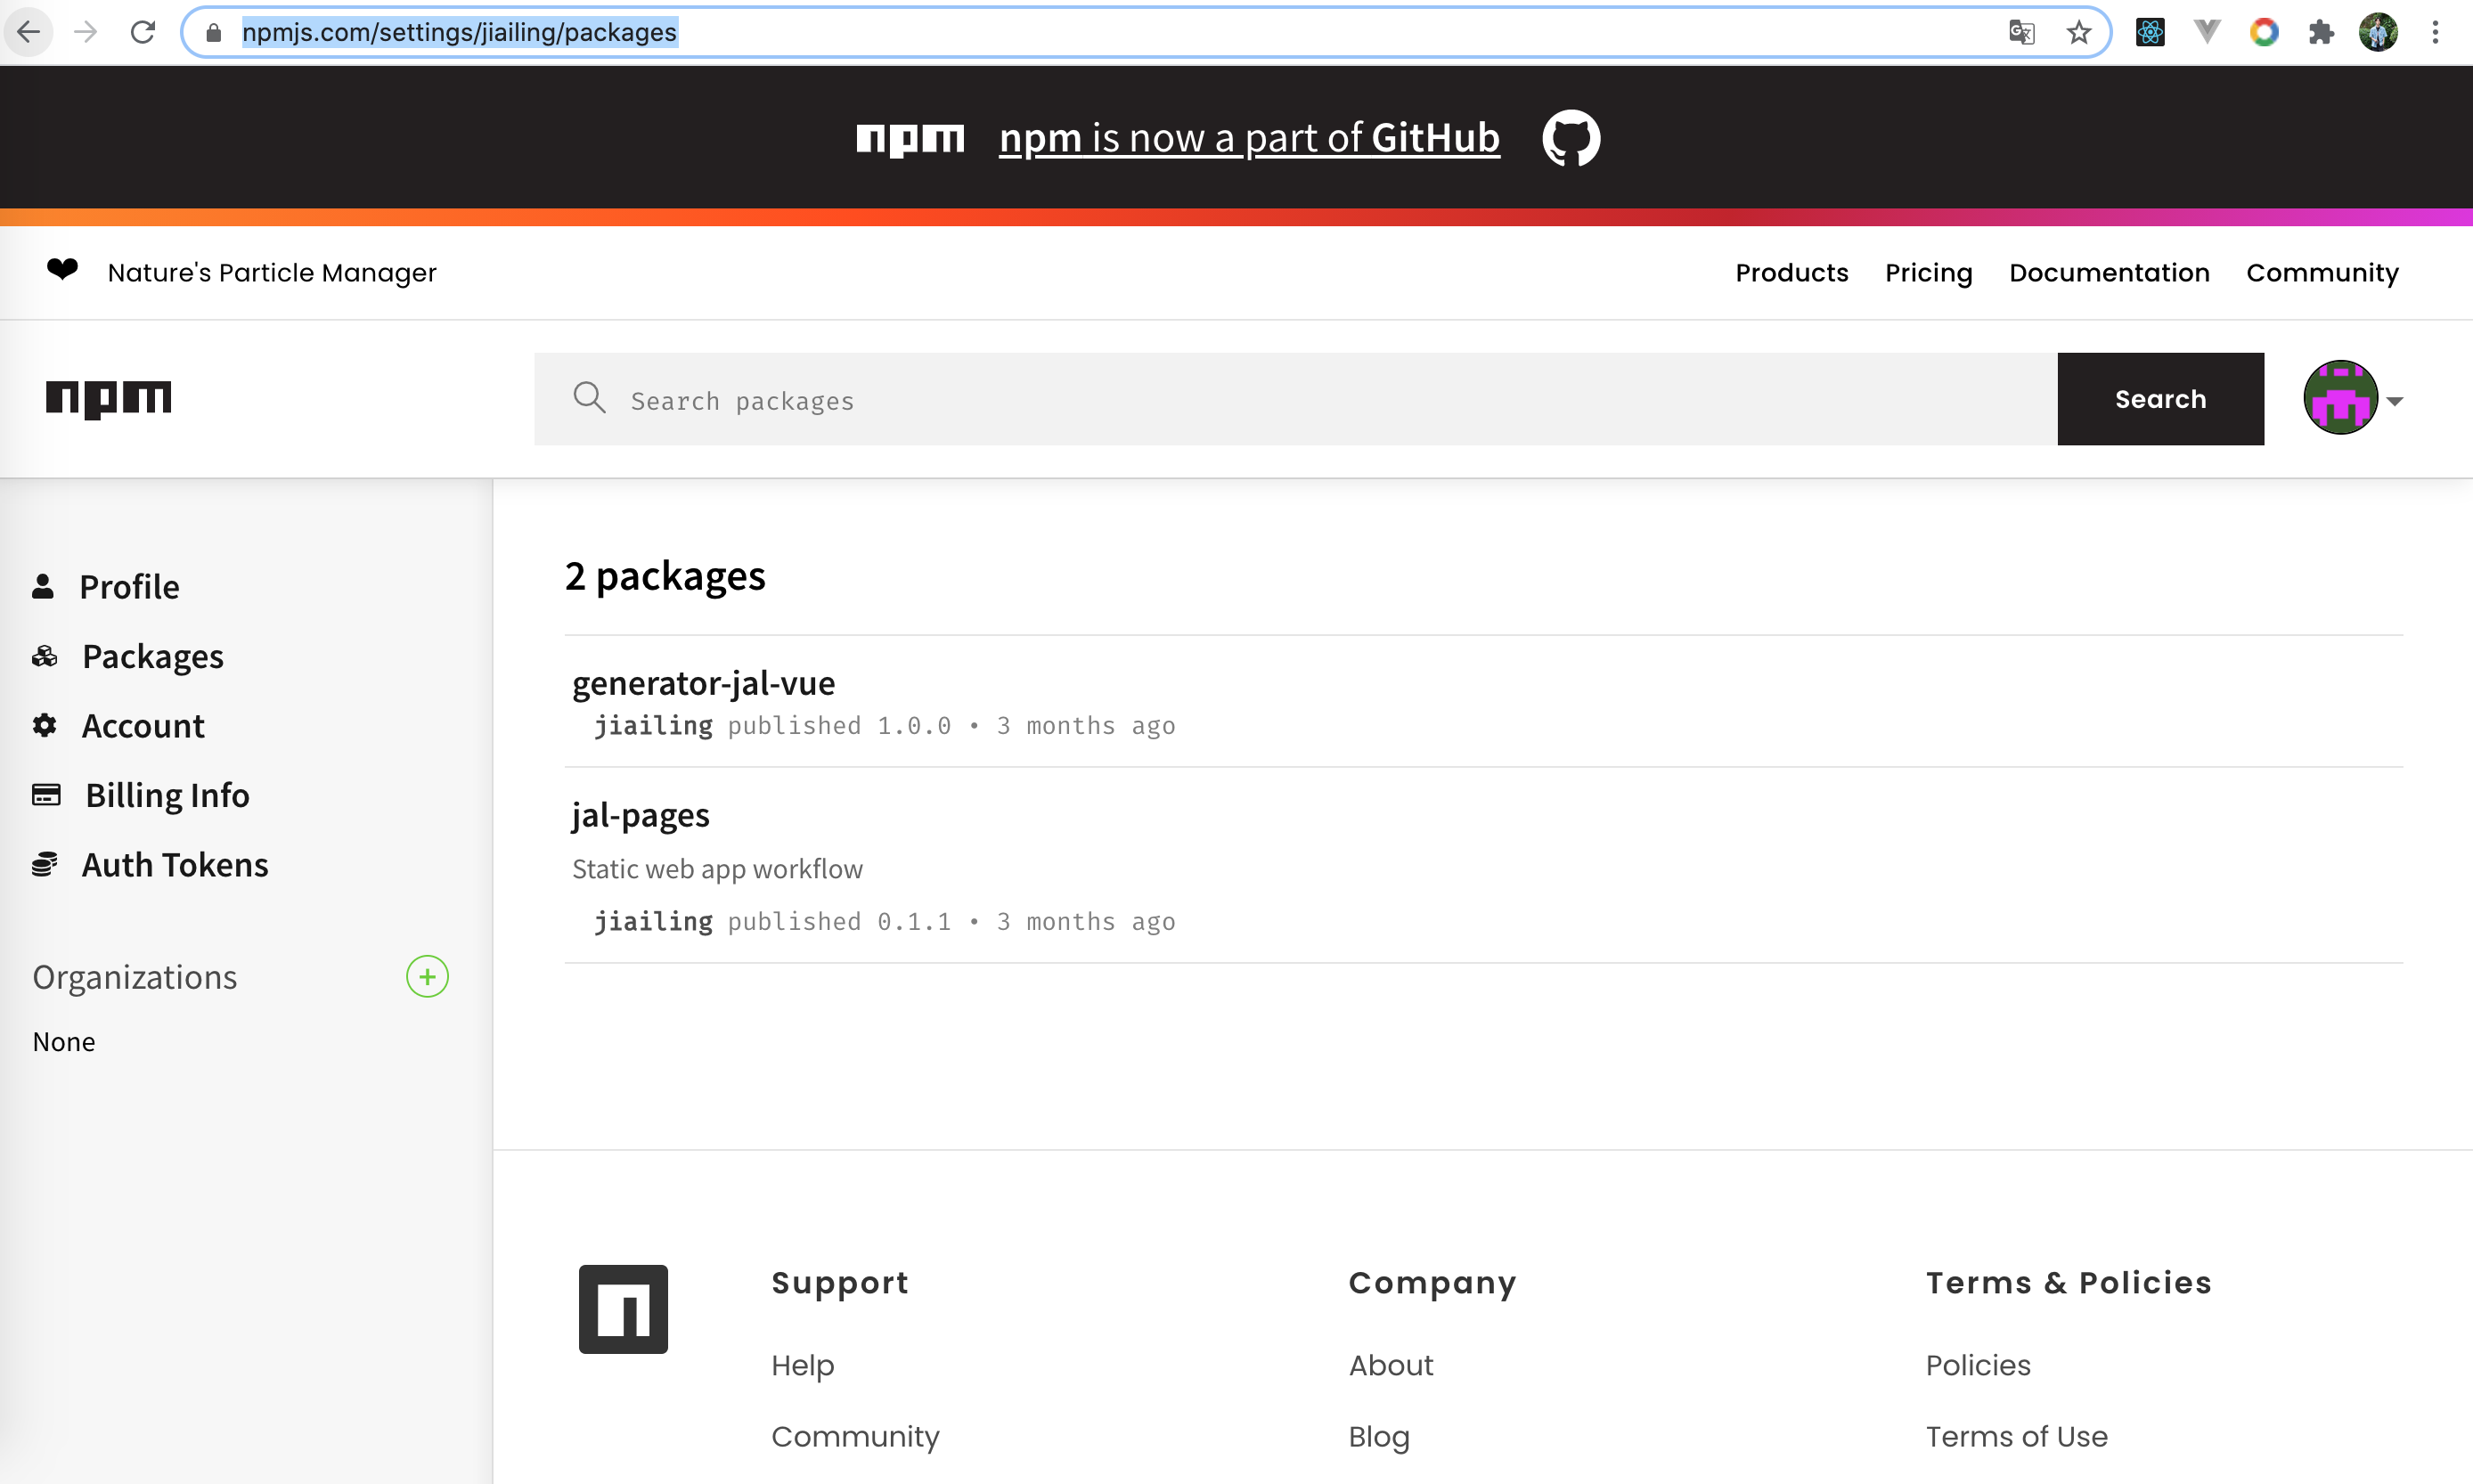 npmjs.com/settings/jiailing/packages
npm npm is now a part of GitHub
Nature's Particle Manager
Products Pricing Documentation Community
npm
Search packages
Search
Profile
Packages
Account
Billing Info
Auth Tokens
Organizations
+
None
2 packages
generator-jal-vue
jiailing published 1.0.0 • 3 months ago
jal-pages
Static web app workflow
jiailing published 0.1.1 • 3 months ago
Support
Help
Community
Company
About
Blog
Terms & Policies
Policies
Terms of Use